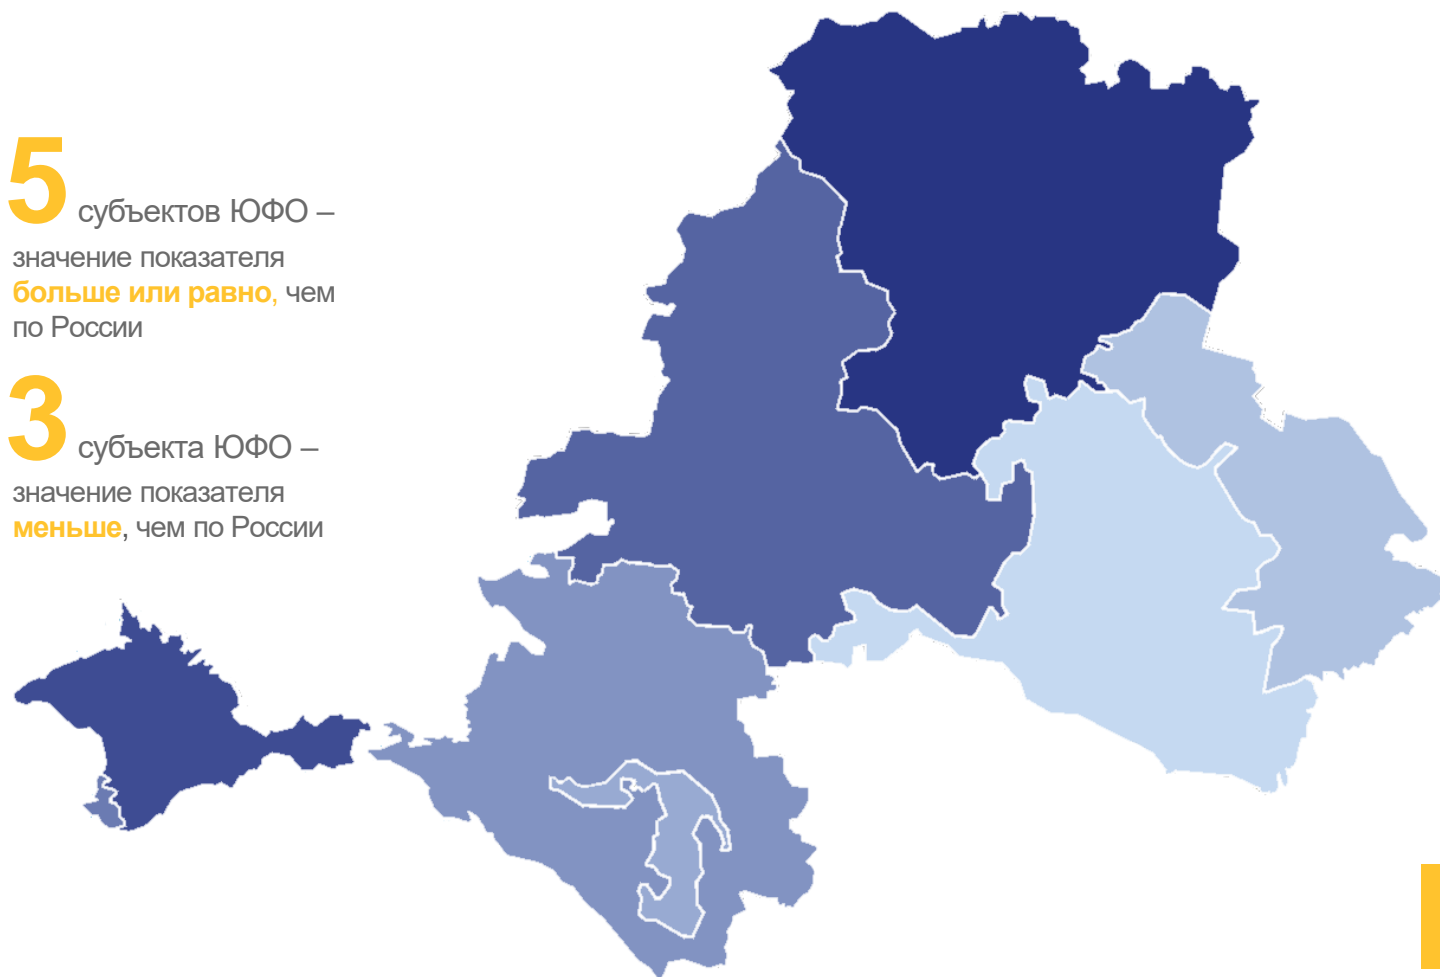 5 субъектов ЮФО –
значение показателя
больше или равно, чем
по России
3 субъекта ЮФО –
значение показателя
меньше, чем по России